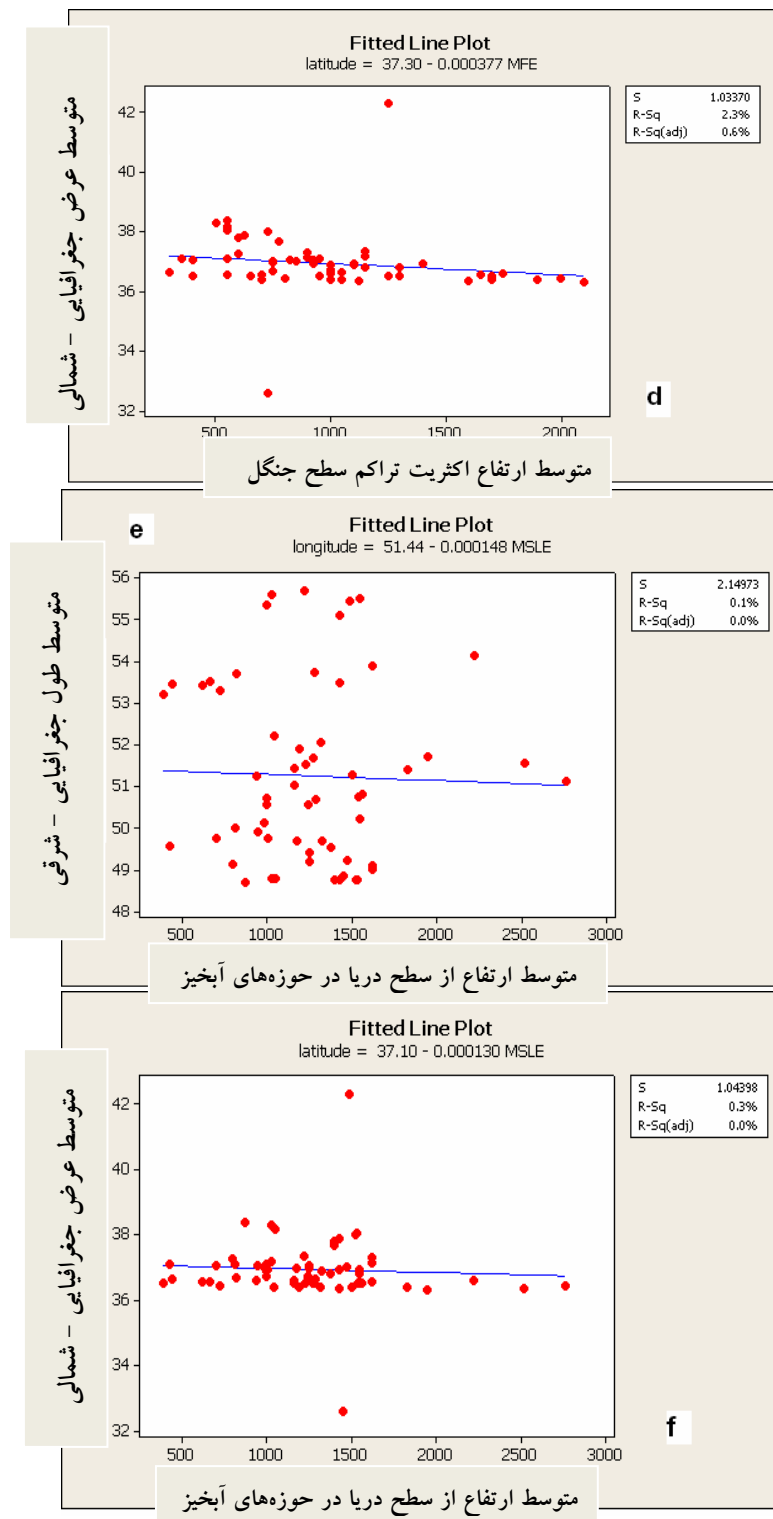 Fitted Line Plot
latitude = 37.30 - 0.000377 MFE
S 1.03370
R-Sq 2.3%
R-Sq(adj) 0.6%
متوسط عرض جغرافیایی - شمالی
42
40
38
36
34
32
d
500 1000 1500 2000
متوسط ارتفاع اکثریت تراکم سطح جنگل
e
Fitted Line Plot
longitude = 51.44 - 0.000148 MSLE
S 2.14973
R-Sq 0.1%
R-Sq(adj) 0.0%
متوسط طول جغرافیایی - شرقی
56
55
54
53
52
51
50
49
48
500 1000 1500 2000 2500 3000
متوسط ارتفاع از سطح دریا در حوزه‌های آبخیز
Fitted Line Plot
latitude = 37.10 - 0.000130 MSLE
S 1.04398
R-Sq 0.3%
R-Sq(adj) 0.0%
متوسط عرض جغرافیایی - شمالی
42
40
38
36
34
32
f
500 1000 1500 2000 2500 3000
متوسط ارتفاع از سطح دریا در حوزه‌های آبخیز